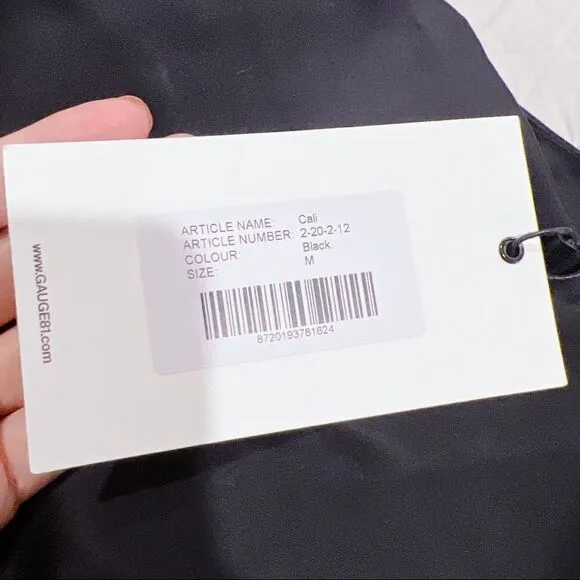 ARTICLE NAME: Cali
ARTICLE NUMBER: 2-20-2-12
COLOUR: Black
SIZE: M
8720193781624
www.GAUGE81.com